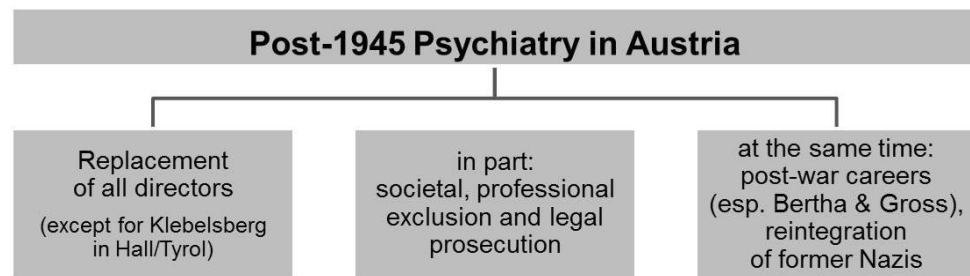 Post-1945 Psychiatry in Austria
Replacement
of all directors
(except for Klebelsberg
in Hall/Tyrol)
in part:
societal, professional
exclusion and legal
prosecution
at the same time:
post-war careers
(esp. Bertha & Gross),
reintegration
of former Nazis